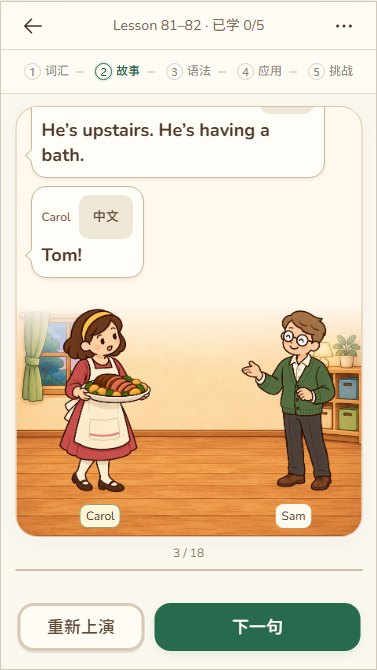 Lesson 81–82 · 已学 0/5
1 词汇 – 2 故事 – 3 语法 – 4 应用 – 5 挑战
He’s upstairs. He’s having a
bath.
Carol 中文
Tom!
Carol
Sam
3 / 18
重新上演
下一句